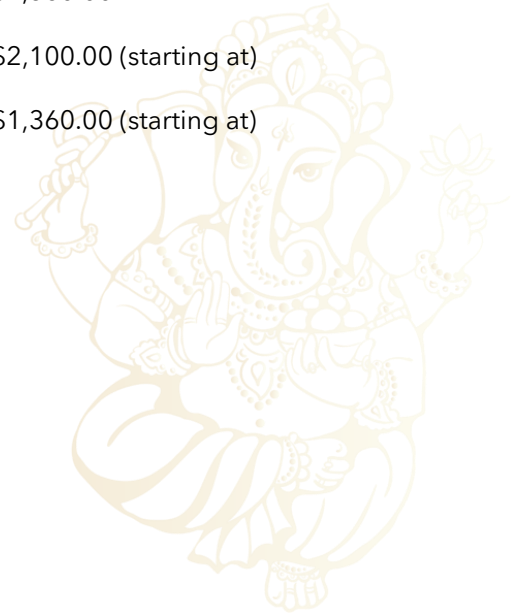 $2,100.00 (starting at)
$1,360.00 (starting at)